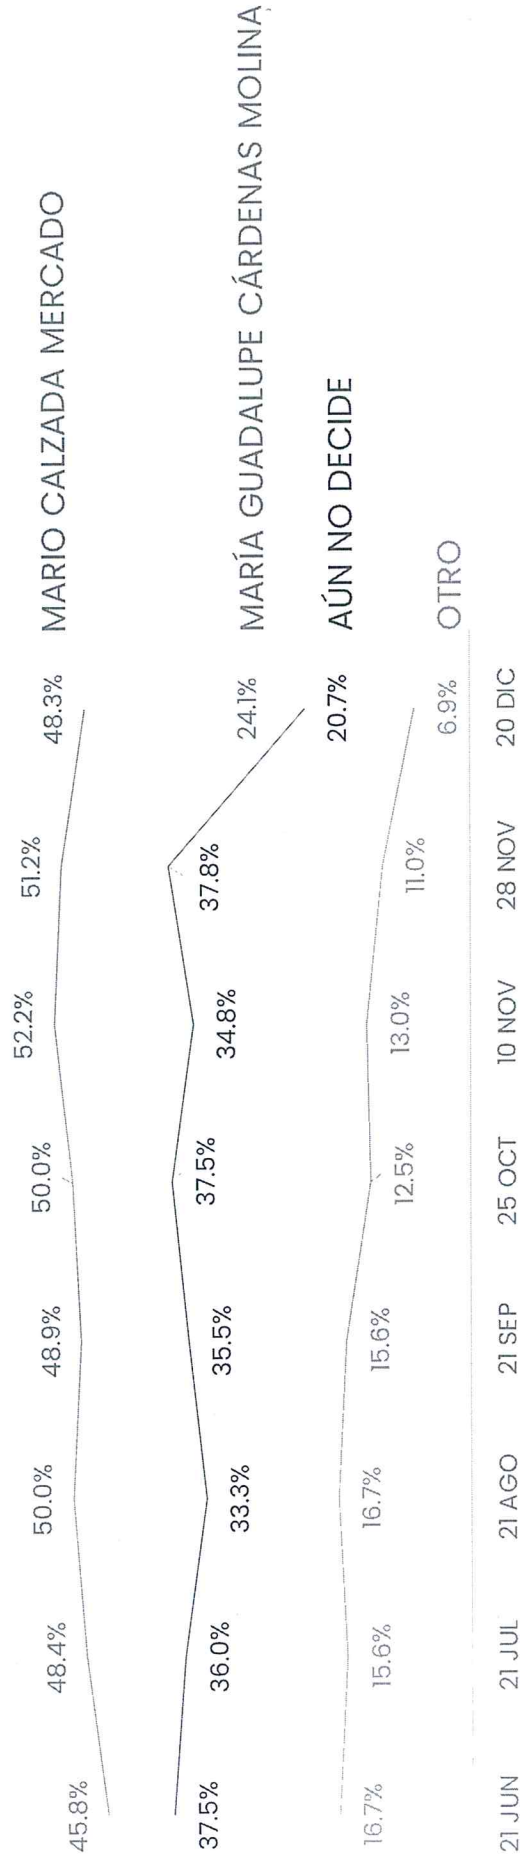 45.8%
48.4%
50.0%
48.9%
50.0%
52.2%
51.2%
48.3%
MARIO CALZADA MERCADO
24.1%
MARÍA GUADALUPE CÁRDENAS MOLINA
37.5%
36.0%
33.3%
35.5%
37.5%
34.8%
37.8%
20.7%
AÚN NO DECIDE
16.7%
15.6%
16.7%
15.6%
12.5%
13.0%
11.0%
6.9%
OTRO
21 JUN
21 JUL
21 AGO
21 SEP
25 OCT
10 NOV
28 NOV
20 DIC